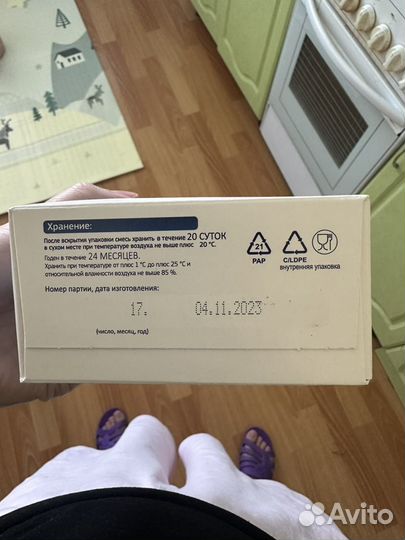 Хранение:
После вскрытия упаковки смесь хранить в течение 20 СУТОК
в сухом месте при температуре воздуха не выше плюс 20 °С.
Годен в течение 24 МЕСЯЦЕВ.
Хранить при температуре от плюс 1 °С до плюс 25 °С и
относительной влажности воздуха не выше 85 %.
Номер партии, дата изготовления:
17. 04.11.2023
(число, месяц, год)
21
PAP
C/LDPE
внутренняя упаковка
Avito